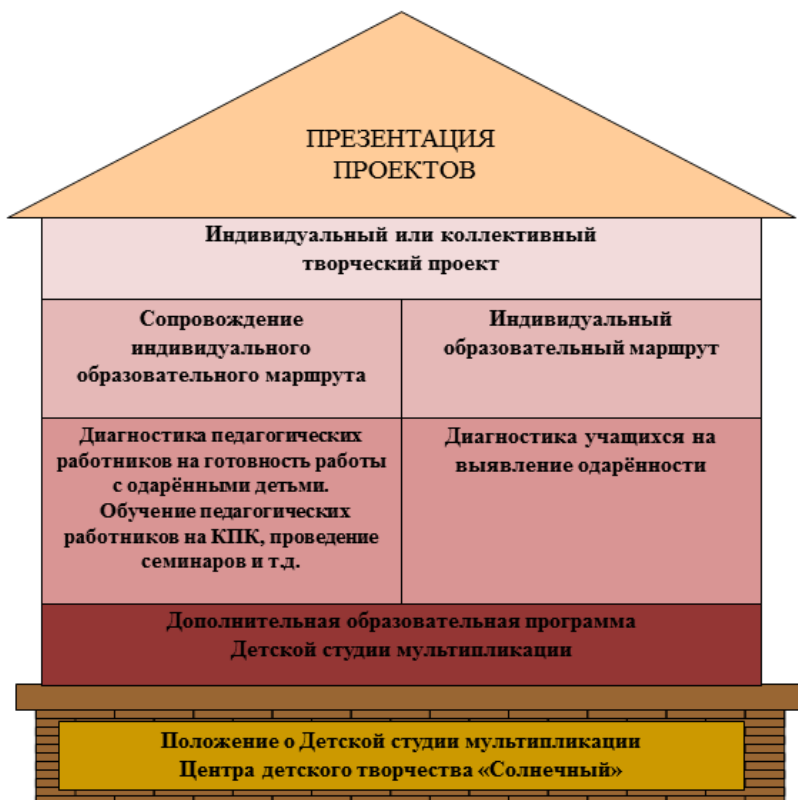 ПРЕЗЕНТАЦИЯ
ПРОЕКТОВ
Индивидуальный или коллективный
творческий проект
Сопровождение
индивидуального
образовательного маршрута
Индивидуальный
образовательный маршрут
Диагностика педагогических
работников на готовность работы
с одарёнными детьми.
Обучение педагогических
работников на КПК, проведение
семинаров и т.д.
Диагностика учащихся на
выявление одарённости
Дополнительная образовательная программа
Детской студии мультипликации
Положение о Детской студии мультипликации
Центра детского творчества «Солнечный»